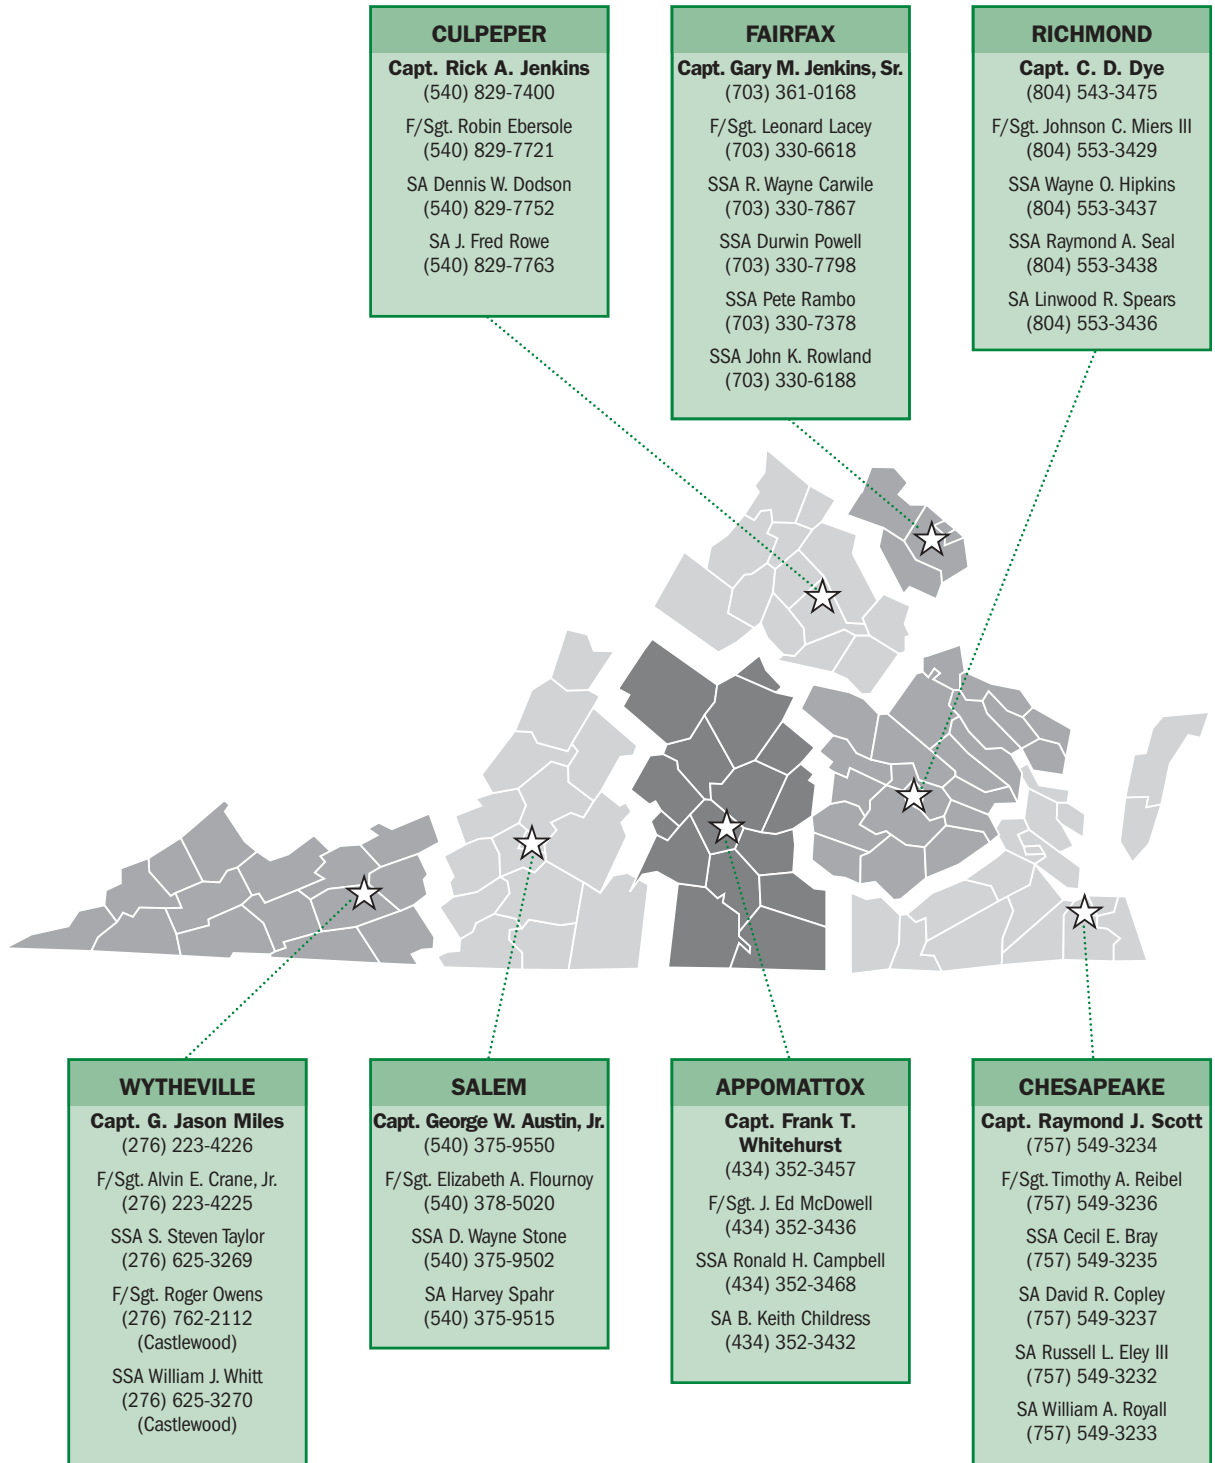 CULPEPER
Capt. Rick A. Jenkins
(540) 829-7400
F/Sgt. Robin Ebersole
(540) 829-7721
SA Dennis W. Dodson
(540) 829-7752
SA J. Fred Rowe
(540) 829-7763
FAIRFAX
Capt. Gary M. Jenkins, Sr.
(703) 361-0168
F/Sgt. Leonard Lacey
(703) 330-6618
SSA R. Wayne Carwile
(703) 330-7867
SSA Durwin Powell
(703) 330-7798
SSA Pete Rambo
(703) 330-7378
SSA John K. Rowland
(703) 330-6188
RICHMOND
Capt. C. D. Dye
(804) 543-3475
F/Sgt. Johnson C. Miers III
(804) 553-3429
SSA Wayne O. Hipkins
(804) 553-3437
SSA Raymond A. Seal
(804) 553-3438
SA Linwood R. Spears
(804) 553-3436
WYTHEVILLE
Capt. G. Jason Miles
(276) 223-4226
F/Sgt. Alvin E. Crane, Jr.
(276) 223-4225
SSA S. Steven Taylor
(276) 625-3269
F/Sgt. Roger Owens
(276) 762-2112
(Castlewood)
SSA William J. Whitt
(276) 625-3270
(Castlewood)
SALEM
Capt. George W. Austin, Jr.
(540) 375-9550
F/Sgt. Elizabeth A. Flournoy
(540) 378-5020
SSA D. Wayne Stone
(540) 375-9502
SA Harvey Spahr
(540) 375-9515
APPOMATTOX
Capt. Frank T.
Whitehurst
(434) 352-3457
F/Sgt. J. Ed McDowell
(434) 352-3436
SSA Ronald H. Campbell
(434) 352-3468
SA B. Keith Childress
(434) 352-3432
CHESAPEAKE
Capt. Raymond J. Scott
(757) 549-3234
F/Sgt. Timothy A. Reibel
(757) 549-3236
SSA Cecil E. Bray
(757) 549-3235
SA David R. Copley
(757) 549-3237
SA Russell L. Eley III
(757) 549-3232
SA William A. Royall
(757) 549-3233